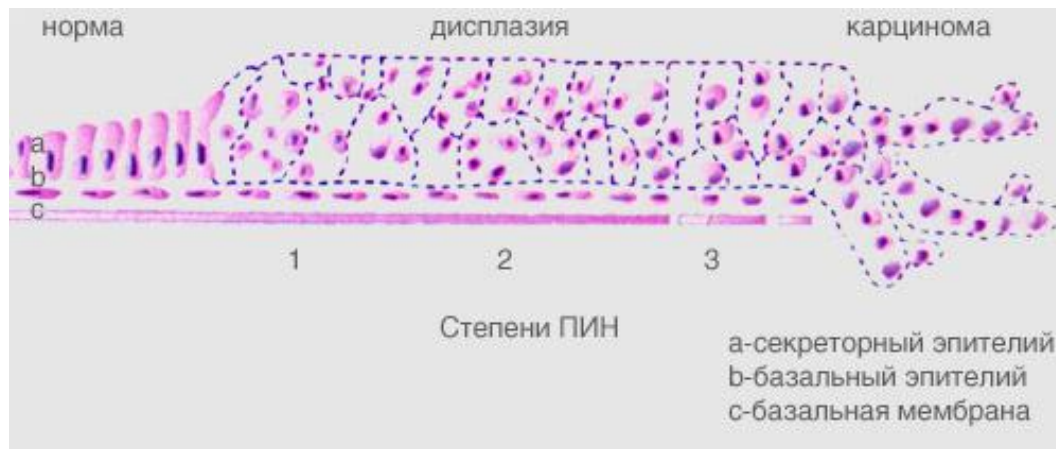 норма дисплазия карцинома
a
b
c
1 2 3
Степени ПИН
a-секреторный эпителий
b-базальный эпителий
c-базальная мембрана